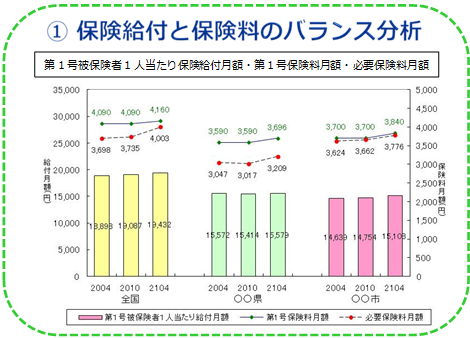 ① 保険給付と保険料のバランス分析
第1号被保険者1人当たり保険給付月額・第1号保険料月額・必要保険料月額
35,000
30,000
25,000
20,000
15,000
10,000
5,000
0
給付月額(円)
5,000
4,500
4,000
3,500
3,000
2,500
2,000
1,500
1,000
500
0
保険料月額(円)
4,090 4,090 4,160
3,698 3,735 4,003
18,898 19,087 19,432
3,590 3,590 3,696
3,047 3,017 3,209
15,572 15,414 15,579
3,700 3,700 3,840
3,624 3,662 3,776
14,639 14,754 15,108
2004 2010 2104 2004 2010 2104 2004 2010 2104
全国 〇〇県 〇〇市
第1号被保険者1人当たり給付月額 第1号保険料月額 必要保険料月額